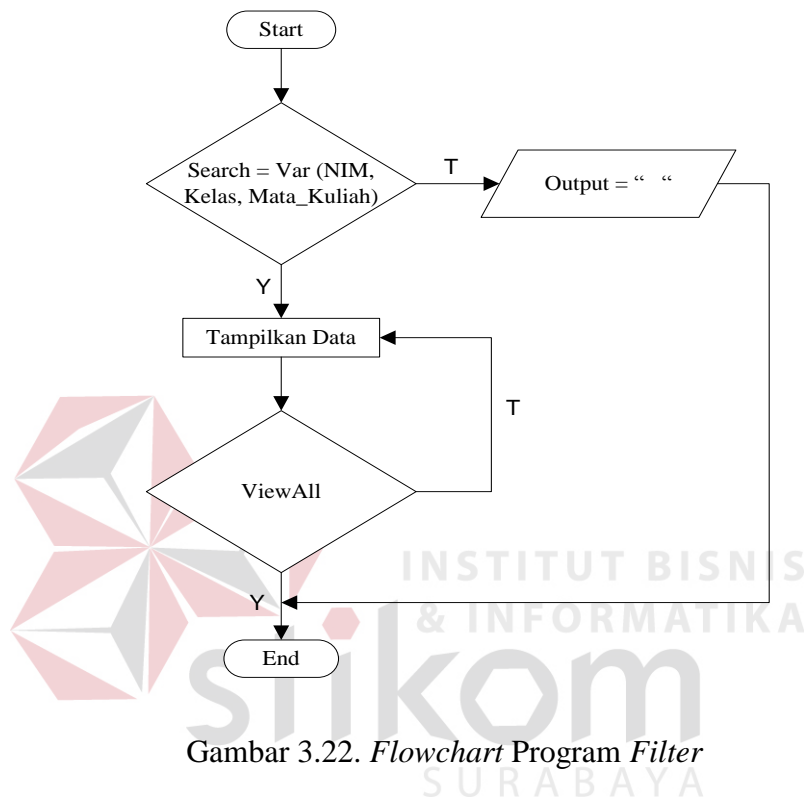 Start
Search = Var (NIM,
Kelas, Mata_Kuliah)
T
Output = “ “
Y
Tampilkan Data
T
ViewAll
Y
End
INSTITUT BISNIS
& INFORMATIKA
stikom
SURABAYA
Gambar 3.22. Flowchart Program Filter